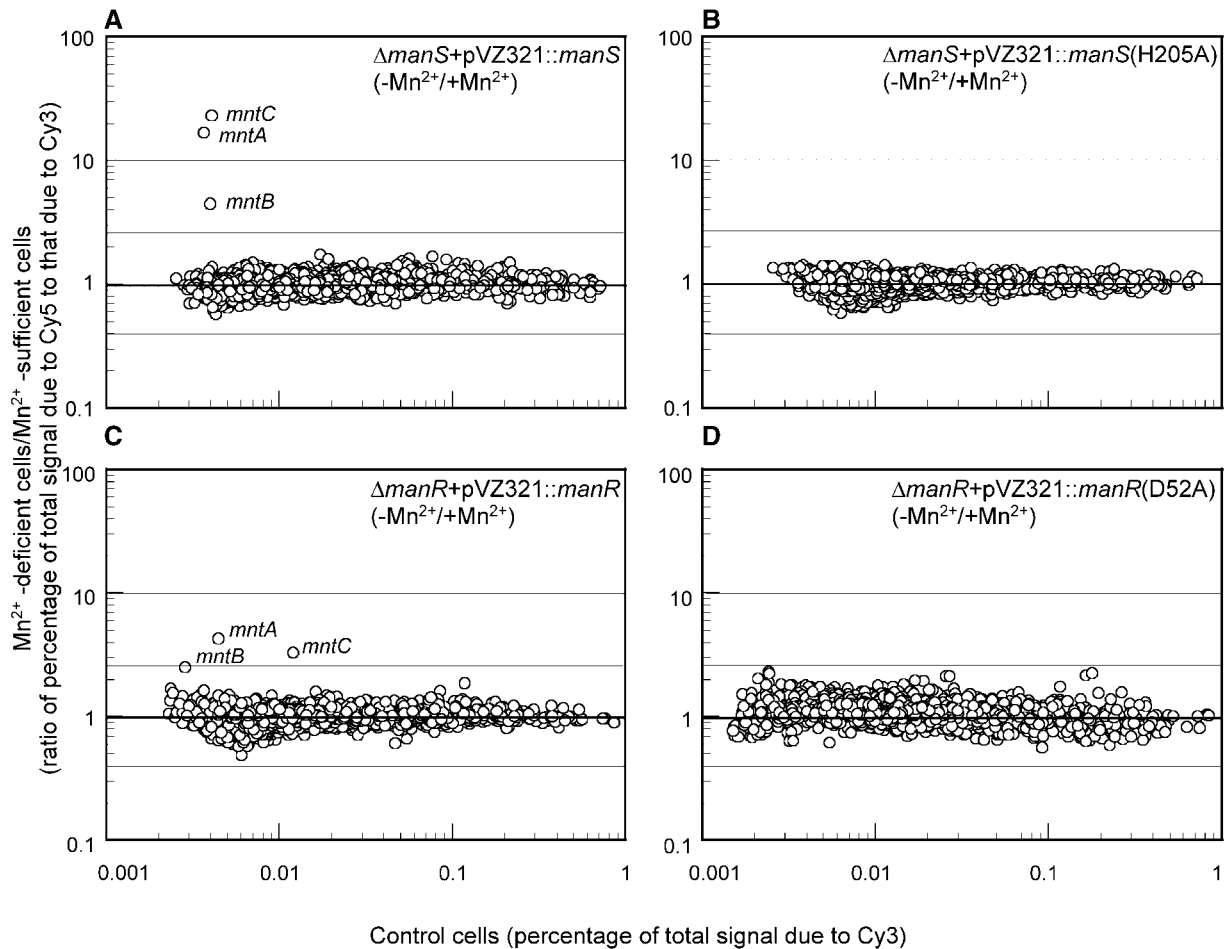 A
B
Mn²⁺ -deficient cells/Mn²⁺ -sufficient cells
(ratio of percentage of total signal due to Cy5 to that due to Cy3)
100
10
1
0.1
ΔmanS+pVZ321::manS
(-Mn²⁺/+Mn²⁺)
mntC
mntA
mntB
100
10
1
0.1
ΔmanS+pVZ321::manS(H205A)
(-Mn²⁺/+Mn²⁺)
C
D
100
10
1
0.1
ΔmanR+pVZ321::manR
(-Mn²⁺/+Mn²⁺)
mntA
mntB
mntC
0.001
0.01
0.1
1
100
10
1
0.1
ΔmanR+pVZ321::manR(D52A)
(-Mn²⁺/+Mn²⁺)
0.001
0.01
0.1
1
Control cells (percentage of total signal due to Cy3)